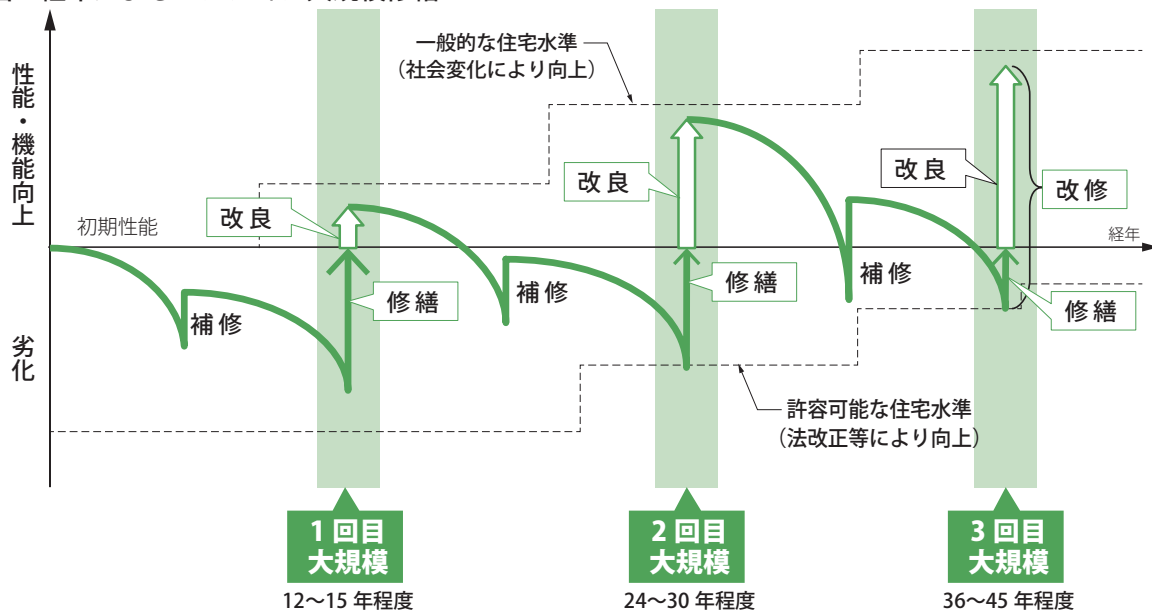 一般的な住宅水準
（社会変化により向上）
性能・機能向上
劣化
初期性能
経年
改良
修繕
補修
補修
改良
修繕
補修
改良
改修
修繕
許容可能な住宅水準
（法改正等により向上）
1回目
大規模
12～15 年程度
2回目
大規模
24～30 年程度
3回目
大規模
36～45 年程度